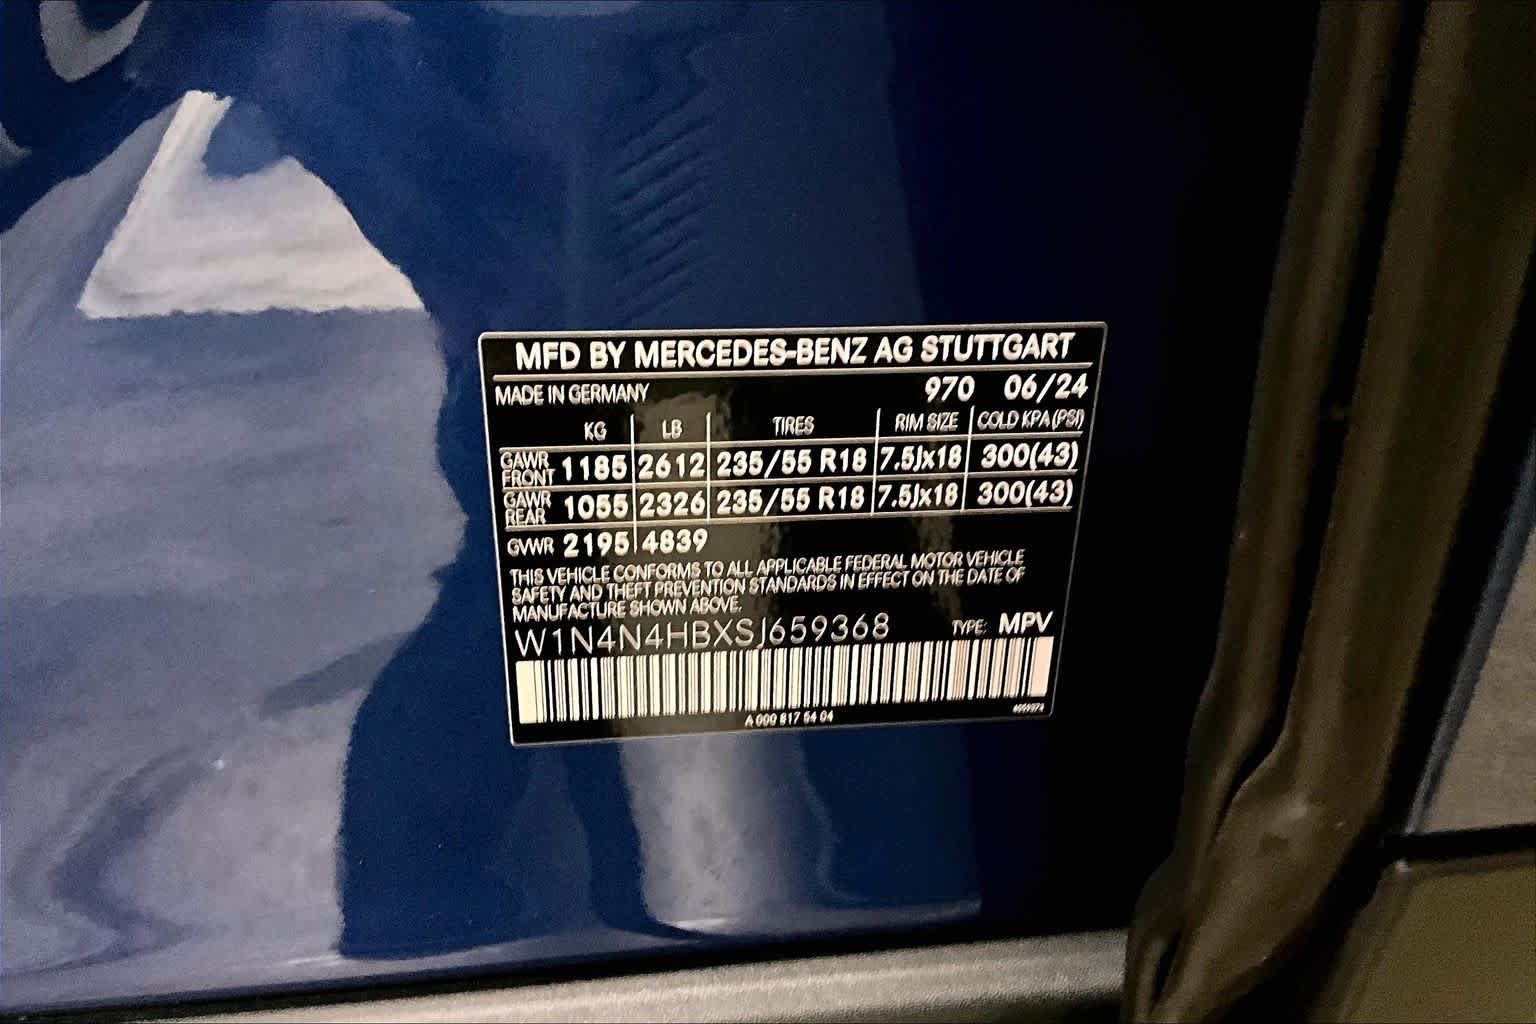 MFD BY MERCEDES-BENZ AG STUTTGART
MADE IN GERMANY 970 06/24
KG LB TIRES RIM SIZE COLD KPA(PSI)
GAWR FRONT 1185 2612 235/55 R18 7.5Jx18 300(43)
GAWR REAR 1055 2326 235/55 R18 7.5Jx18 300(43)
GVWR 2195 4839
THIS VEHICLE CONFORMS TO ALL APPLICABLE FEDERAL MOTOR VEHICLE
SAFETY AND THEFT PREVENTION STANDARDS IN EFFECT ON THE DATE OF
MANUFACTURE SHOWN ABOVE.
W1N4N4HBXSJ659368 TYPE: MPV
A 000 817 54 04